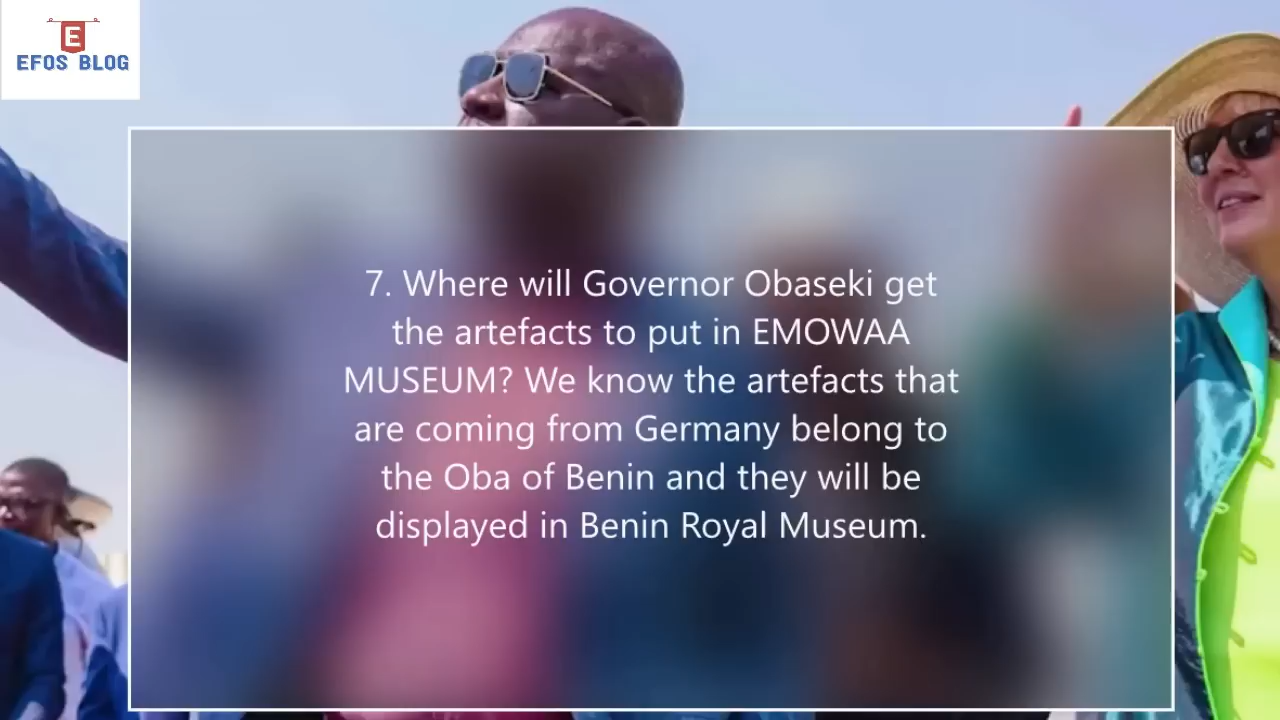 E
EFOS BLOG
7. Where will Governor Obaseki get
the artefacts to put in EMOWAA
MUSEUM? We know the artefacts that
are coming from Germany belong to
the Oba of Benin and they will be
displayed in Benin Royal Museum.